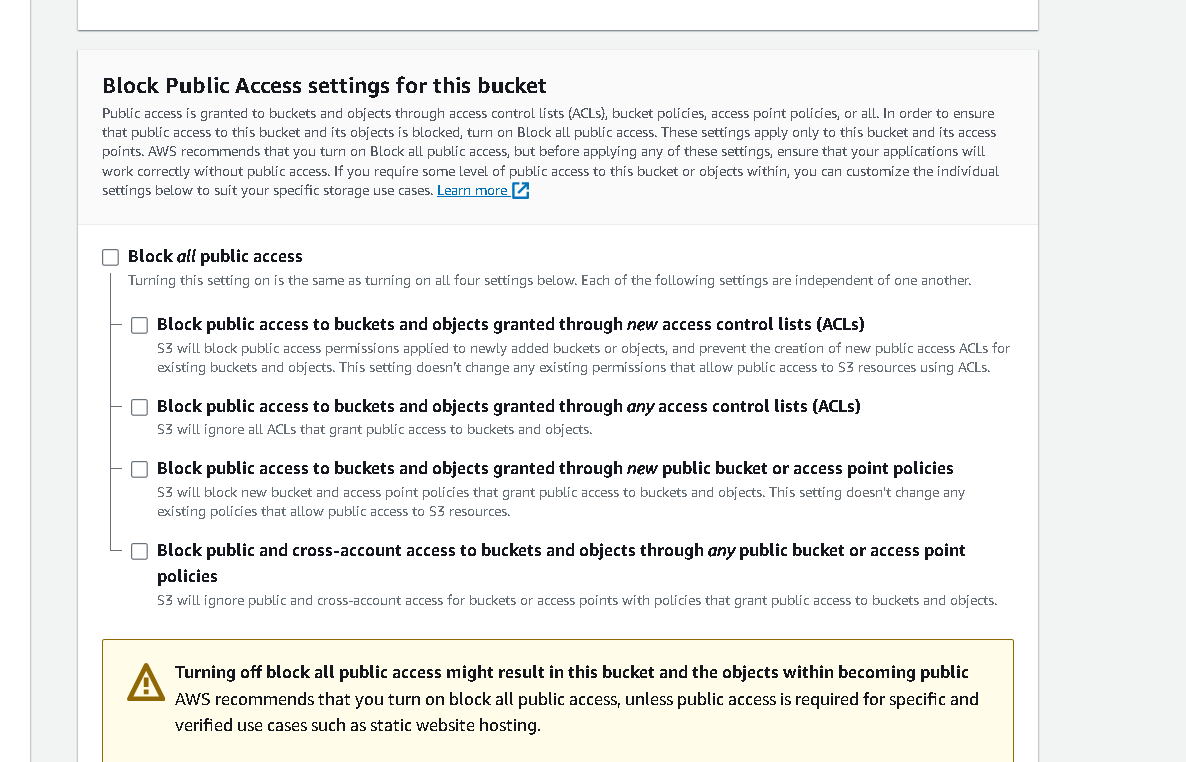 Block Public Access settings for this bucket
Public access is granted to buckets and objects through access control lists (ACLs), bucket policies, access point policies, or all. In order to ensure
that public access to this bucket and its objects is blocked, turn on Block all public access. These settings apply only to this bucket and its access
points. AWS recommends that you turn on Block all public access, but before applying any of these settings, ensure that your applications will
work correctly without public access. If you require some level of public access to this bucket or objects within, you can customize the individual
settings below to suit your specific storage use cases. Learn more
Block all public access
Turning this setting on is the same as turning on all four settings below. Each of the following settings are independent of one another.
Block public access to buckets and objects granted through new access control lists (ACLs)
S3 will block public access permissions applied to newly added buckets or objects, and prevent the creation of new public access ACLs for
existing buckets and objects. This setting doesn't change any existing permissions that allow public access to S3 resources using ACLs.
Block public access to buckets and objects granted through any access control lists (ACLs)
S3 will ignore all ACLs that grant public access to buckets and objects.
Block public access to buckets and objects granted through new public bucket or access point policies
S3 will block new bucket and access point policies that grant public access to buckets and objects. This setting doesn't change any
existing policies that allow public access to S3 resources.
Block public and cross-account access to buckets and objects through any public bucket or access point
policies
S3 will ignore public and cross-account access for buckets or access points with policies that grant public access to buckets and objects.
Turning off block all public access might result in this bucket and the objects within becoming public
AWS recommends that you turn on block all public access, unless public access is required for specific and
verified use cases such as static website hosting.